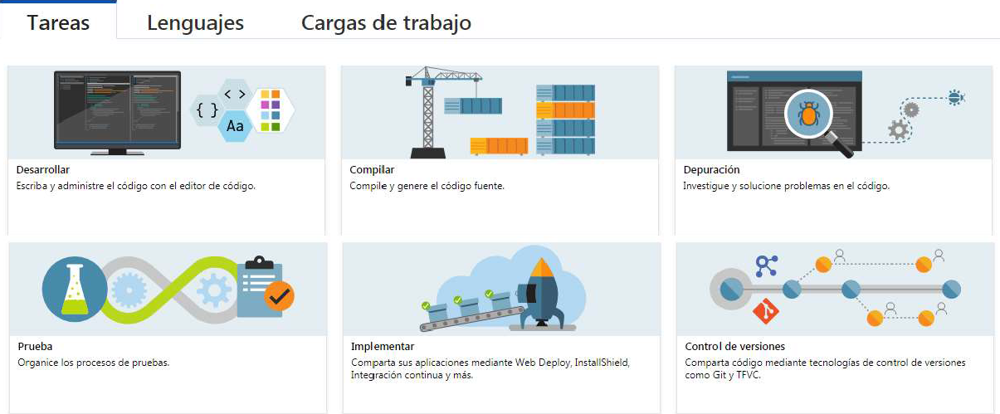 Tareas Lenguajes Cargas de trabajo
{ } < > Aa
Desarrollar
Escriba y administre el código con el editor de código.
Compilar
Compile y genere el código fuente.
Depuración
Investigue y solucione problemas en el código.
Prueba
Organice los procesos de pruebas.
Implementar
Comparta sus aplicaciones mediante Web Deploy, InstallShield,
Integración continua y más.
Control de versiones
Comparta código mediante tecnologías de control de versiones
como Git y TFVC.